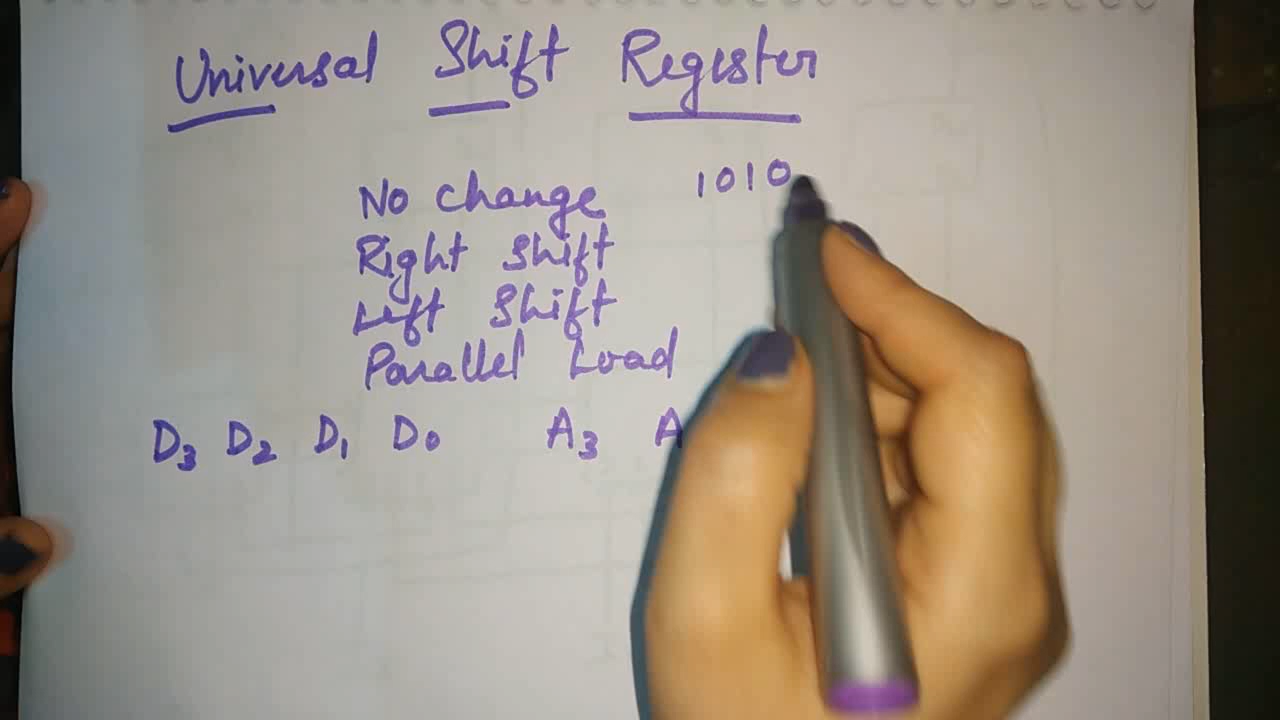 Universal Shift Register
No change 1010
Right Shift
Left Shift
Parallel Load
D3 D2 D1 D0 A3 A